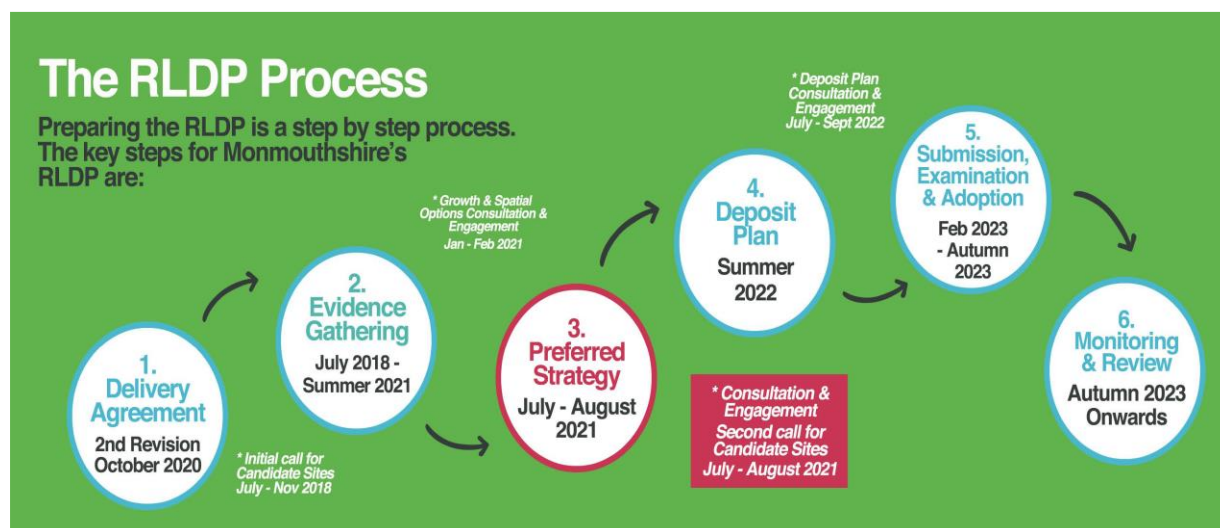 The RLDP Process
Preparing the RLDP is a step by step process.
The key steps for Monmouthshire's
RLDP are:
1.
Delivery
Agreement
2nd Revision
October 2020
* Initial call for
Candidate Sites
July - Nov 2018
2.
Evidence
Gathering
July 2018 -
Summer 2021
* Growth & Spatial
Options Consultation &
Engagement
Jan - Feb 2021
3.
Preferred
Strategy
July - August
2021
* Consultation &
Engagement
Second call for
Candidate Sites
July - August 2021
4.
Deposit
Plan
Summer
2022
* Deposit Plan
Consultation &
Engagement
July - Sept 2022
5.
Submission,
Examination
& Adoption
Feb 2023
- Autumn
2023
6.
Monitoring
& Review
Autumn 2023
Onwards